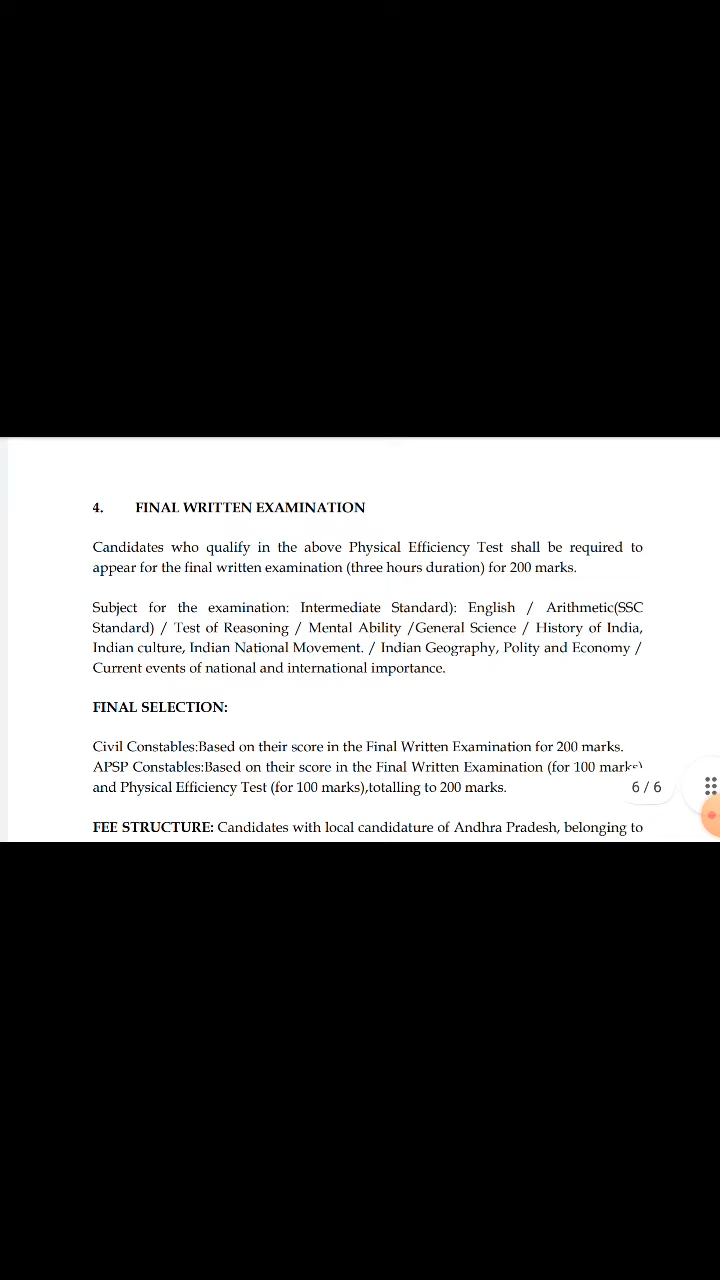 4. FINAL WRITTEN EXAMINATION
Candidates who qualify in the above Physical Efficiency Test shall be required to
appear for the final written examination (three hours duration) for 200 marks.
Subject for the examination: Intermediate Standard): English / Arithmetic(SSC
Standard) / Test of Reasoning / Mental Ability /General Science / History of India,
Indian culture, Indian National Movement. / Indian Geography, Polity and Economy /
Current events of national and international importance.
FINAL SELECTION:
Civil Constables:Based on their score in the Final Written Examination for 200 marks.
APSP Constables:Based on their score in the Final Written Examination (for 100 marks)
and Physical Efficiency Test (for 100 marks),totalling to 200 marks.
6 / 6
FEE STRUCTURE: Candidates with local candidature of Andhra Pradesh, belonging to